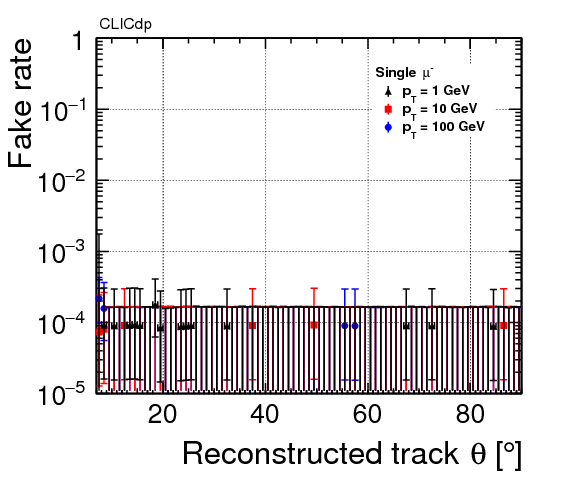 CLICdp
Fake rate
1
10⁻¹
10⁻²
10⁻³
10⁻⁴
10⁻⁵
Single μ⁻
p_T = 1 GeV
p_T = 10 GeV
p_T = 100 GeV
20 40 60 80
Reconstructed track θ [°]